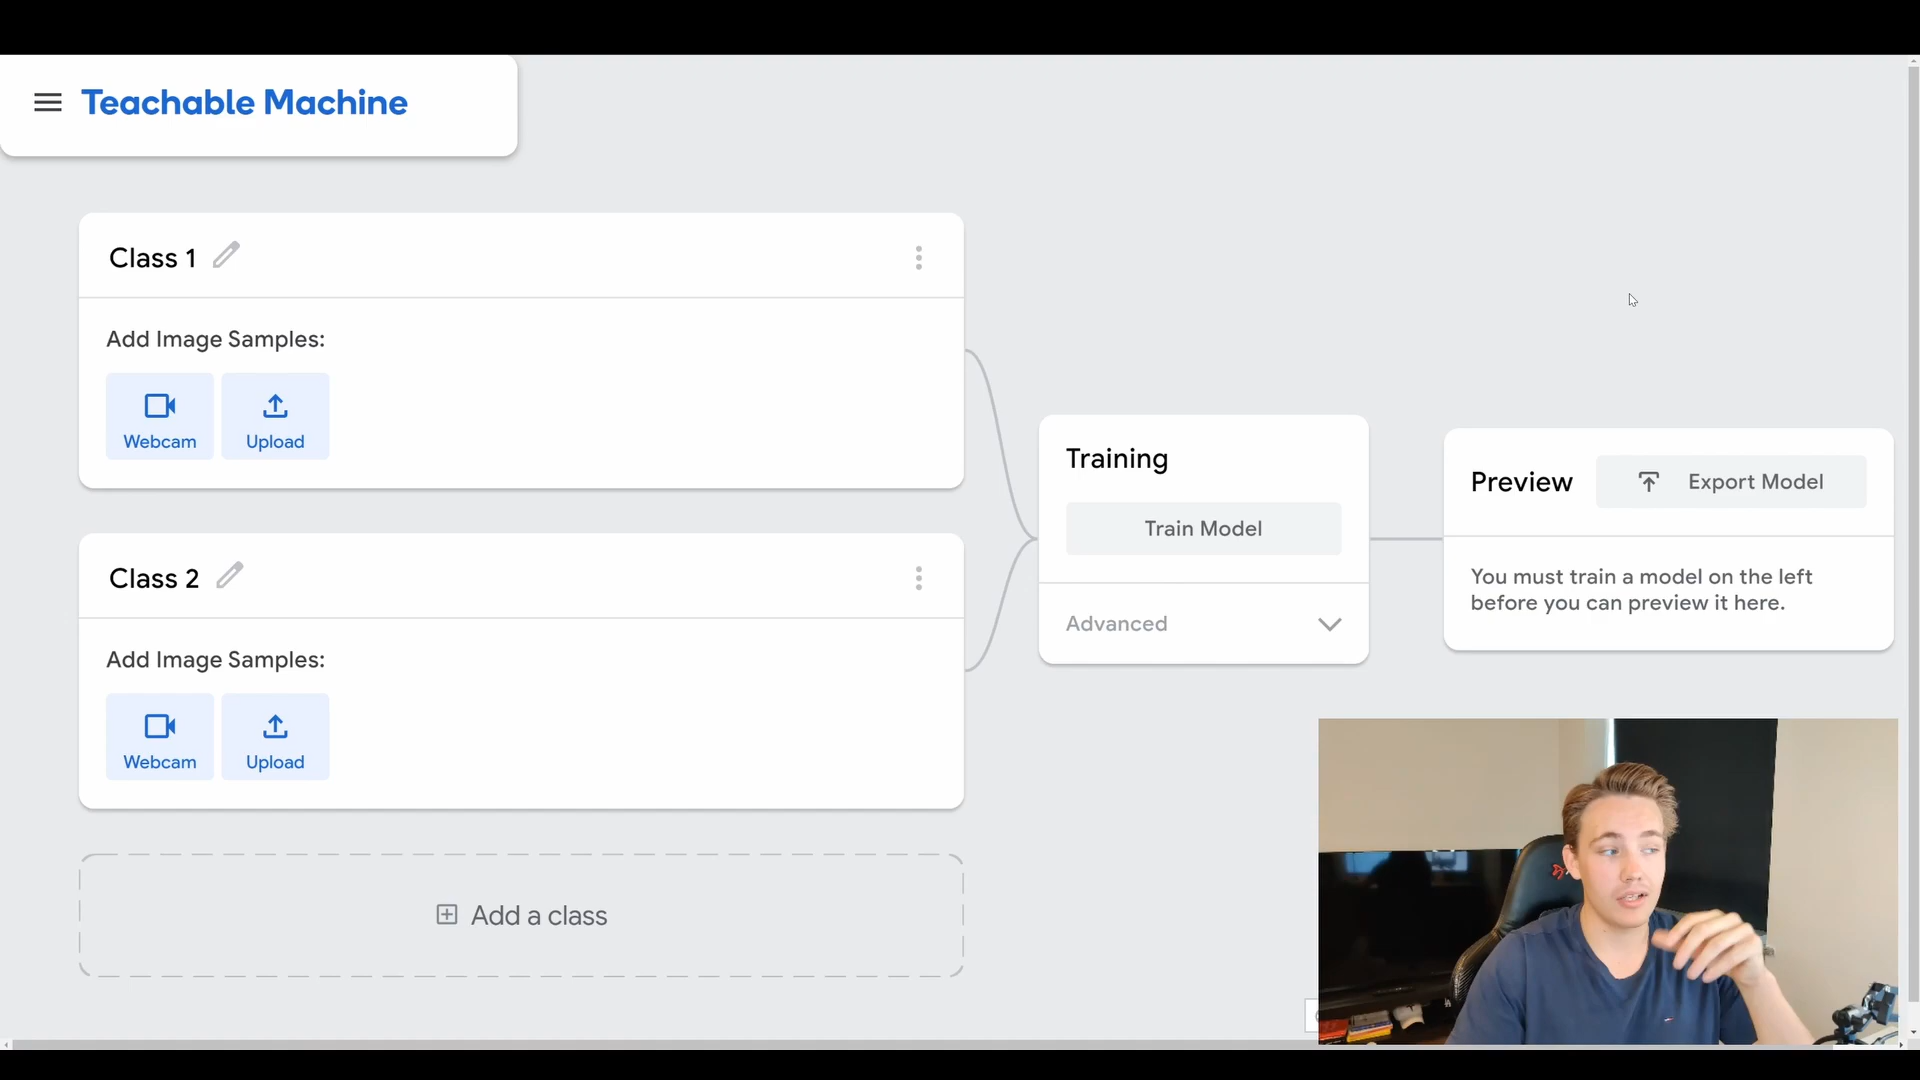 Teachable Machine
Class 1
Add Image Samples:
Webcam
Upload
Class 2
Add Image Samples:
Webcam
Upload
Add a class
Training
Train Model
Advanced
Preview
Export Model
You must train a model on the left
before you can preview it here.